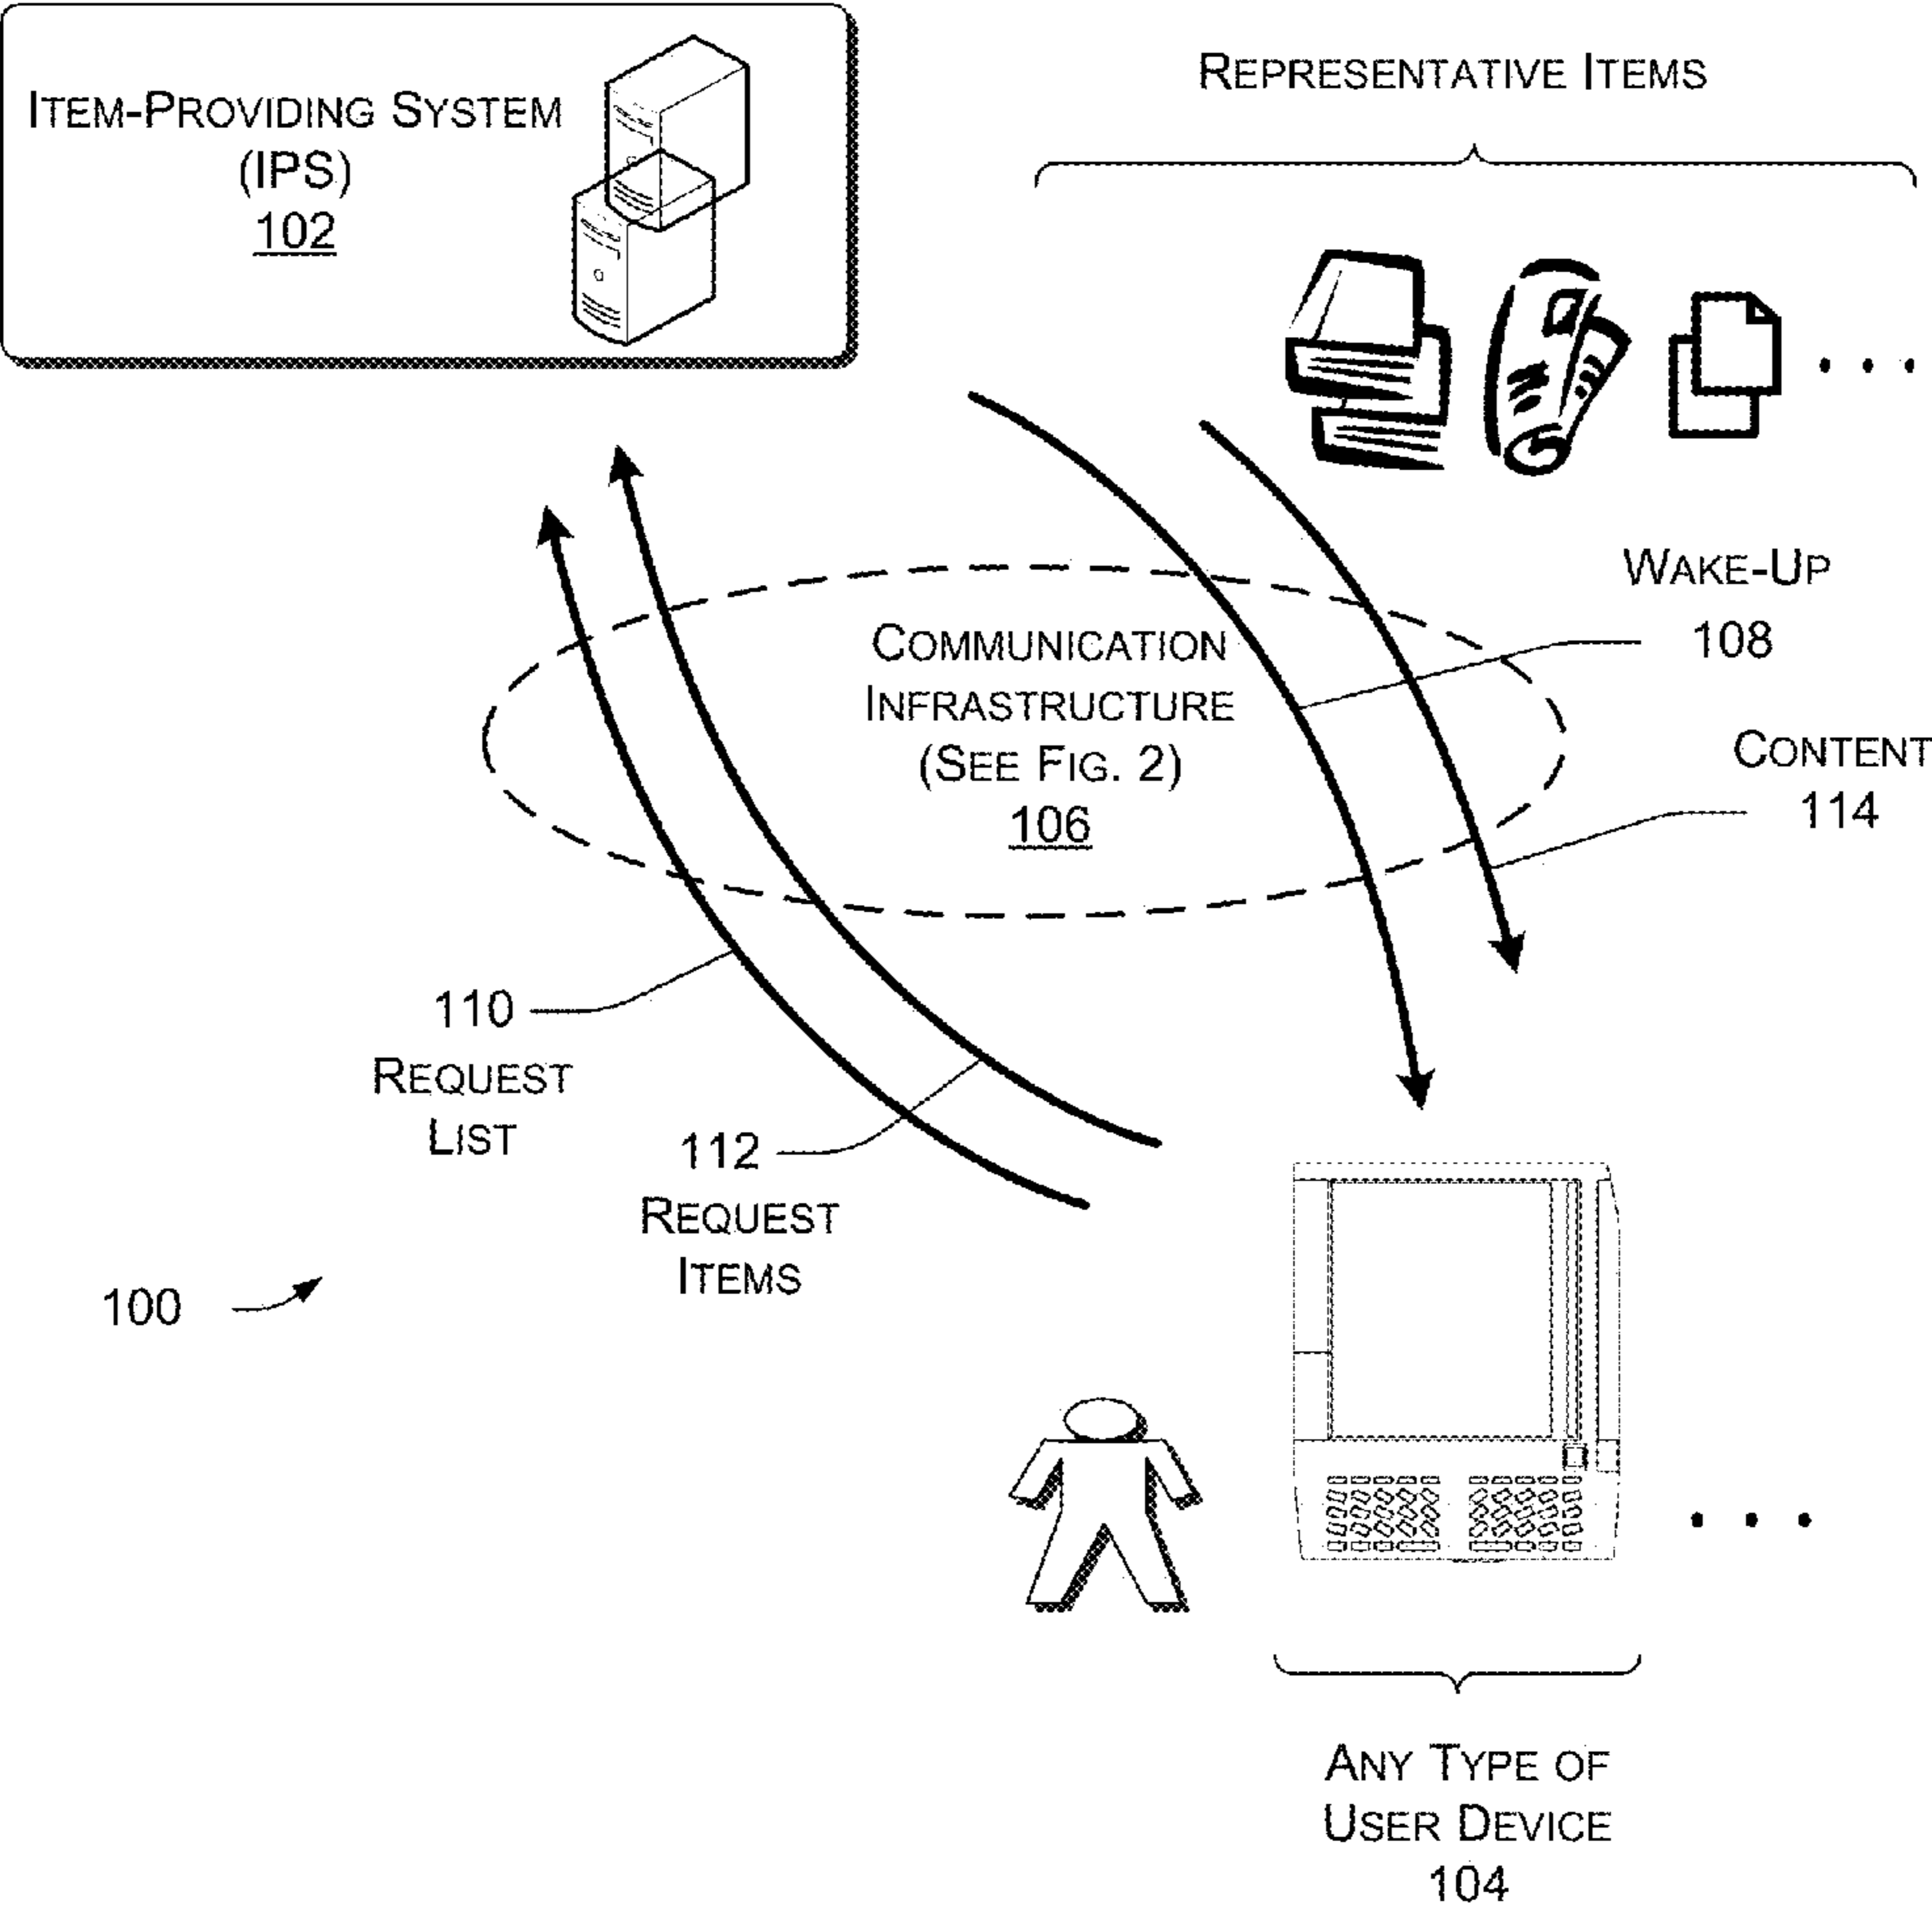 ITEM-PROVIDING SYSTEM
(IPS)
102
REPRESENTATIVE ITEMS
WAKE-UP
108
COMMUNICATION
INFRASTRUCTURE
(SEE FIG. 2)
106
CONTENT
114
110
REQUEST
LIST
112
REQUEST
ITEMS
100
ANY TYPE OF
USER DEVICE
104